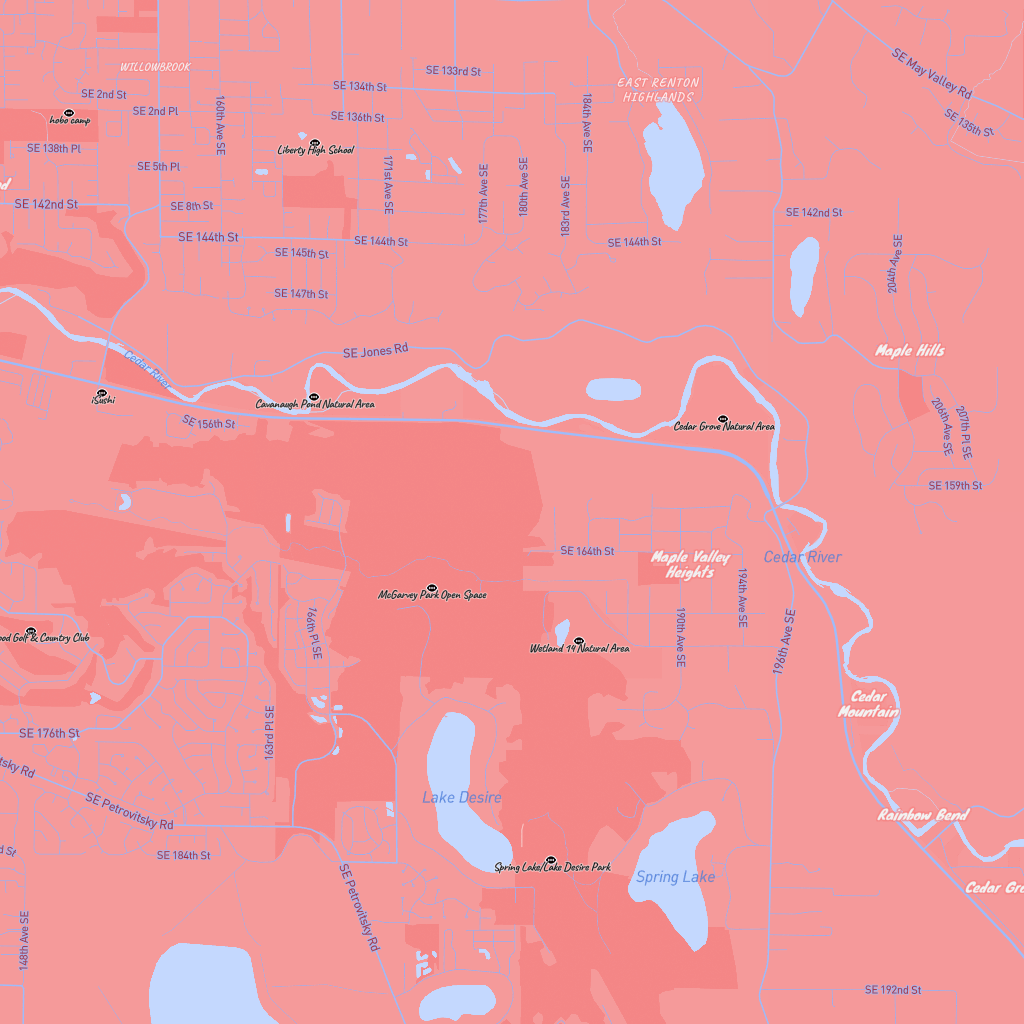 WILLOWBROOK
SE 133rd St
SE 134th St
EAST RENTON
HIGHLANDS
SE May Valley Rd
SE 2nd St
SE 2nd Pl
160th Ave SE
SE 136th St
184th Ave SE
SE 135th St
hobo camp
SE 138th Pl
Liberty High School
SE 5th Pl
171st Ave SE
177th Ave SE
180th Ave SE
183rd Ave SE
SE 142nd St
SE 8th St
SE 142nd St
SE 144th St
SE 144th St
SE 144th St
SE 145th St
204th Ave SE
SE 147th St
SE Jones Rd
Maple Hills
Cedar River
iSushi
Cavanaugh Pond Natural Area
SE 156th St
Cedar Grove Natural Area
206th Ave SE
207th Pl SE
SE 159th St
SE 164th St
Maple Valley
Heights
Cedar River
McGarvey Park Open Space
194th Ave SE
166th Pl SE
190th Ave SE
196th Ave SE
ood Golf & Country Club
Wetland 14 Natural Area
Cedar
Mountain
163rd Pl SE
SE 176th St
tsky Rd
SE Petrovitsky Rd
Lake Desire
Rainbow Bend
SE 184th St
Spring Lake/Lake Desire Park
Spring Lake
Cedar Gre
SE Petrovitsky Rd
148th Ave SE
SE 192nd St